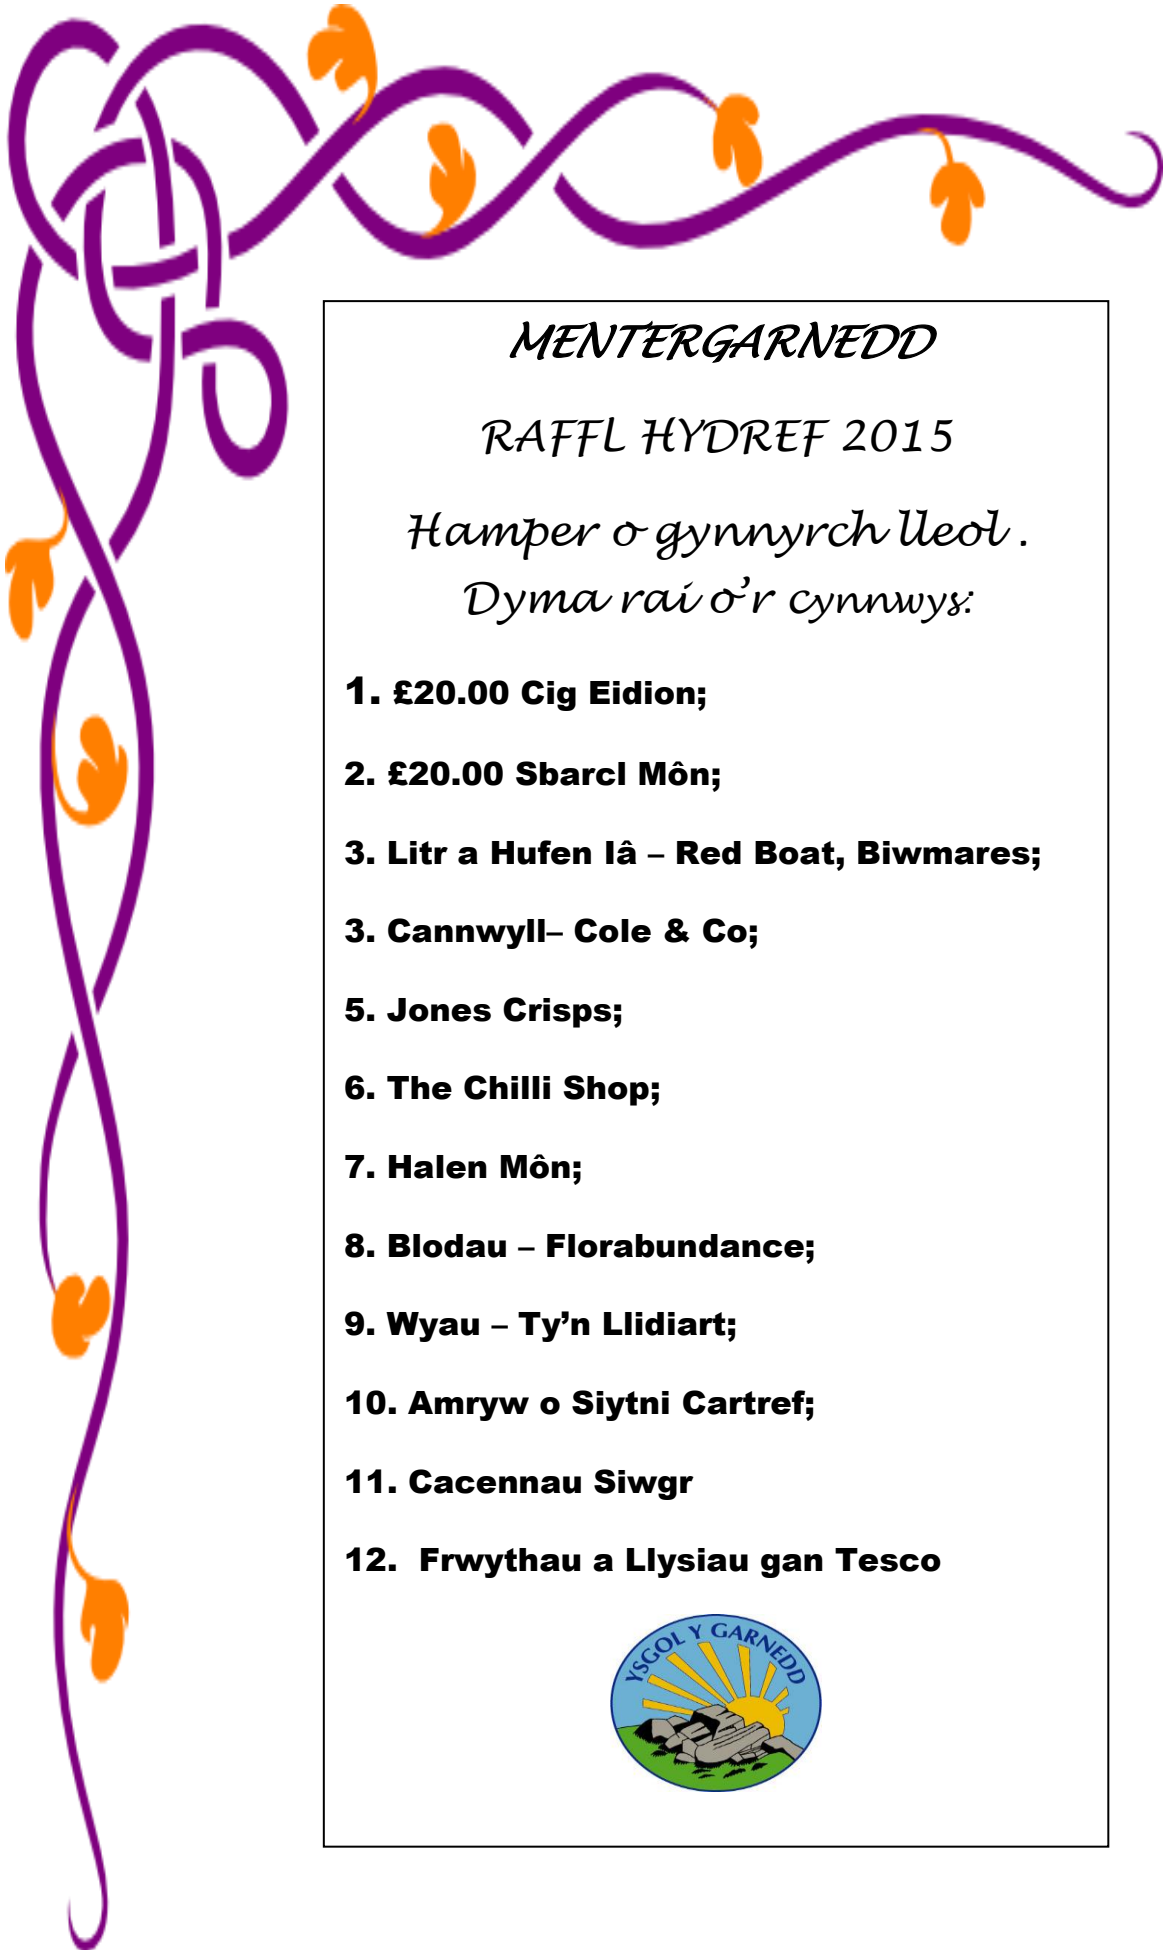 MENTERGARNEDD
RAFFL HYDREF 2015
Hamper o gynnyrch lleol .
Dyma rai o’r cynnwys:
1. £20.00 Cig Eidion;
2. £20.00 Sbarcl Môn;
3. Litr a Hufen Iâ – Red Boat, Biwmares;
3. Cannwyll– Cole & Co;
5. Jones Crisps;
6. The Chilli Shop;
7. Halen Môn;
8. Blodau – Florabundance;
9. Wyau – Ty’n Llidiart;
10. Amryw o Siytni Cartref;
11. Cacennau Siwgr
12. Frwythau a Llysiau gan Tesco
YSGOL Y GARNEDD